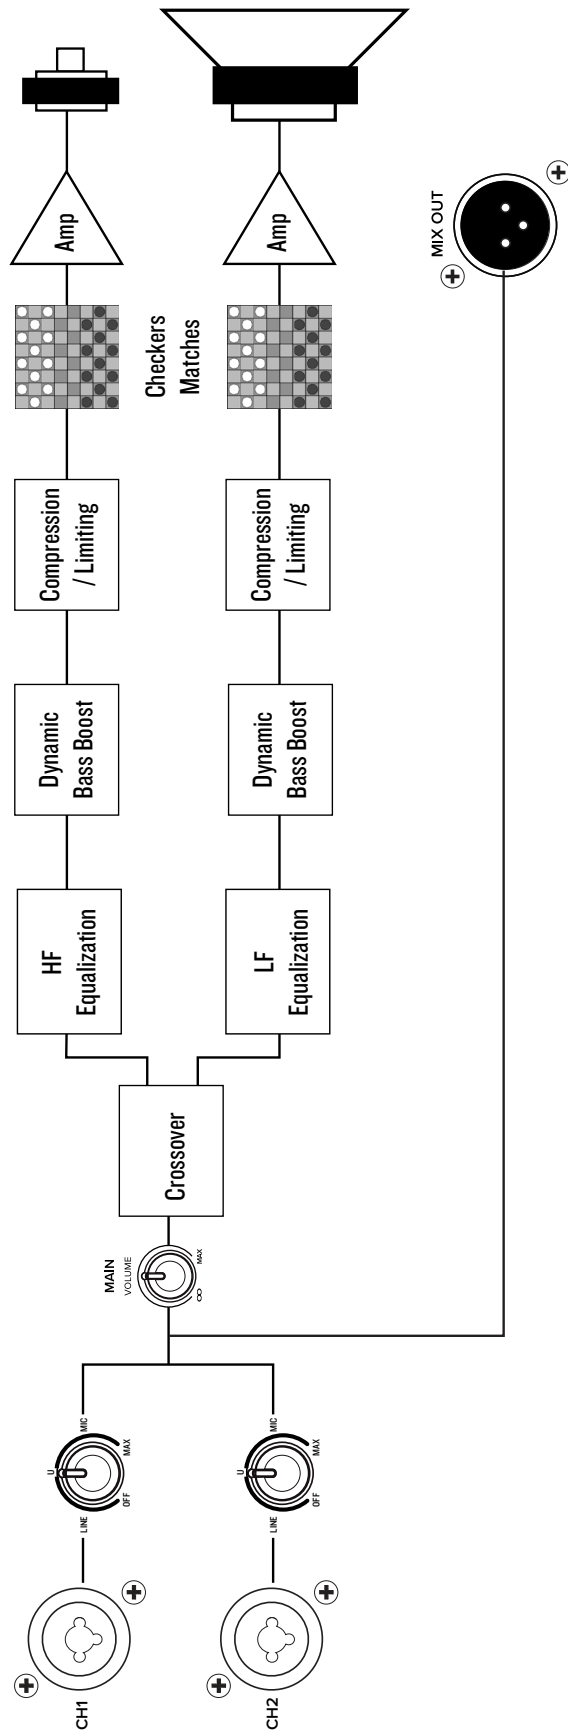 CH1
LINE
U
MIC
OFF
MAX
CH2
LINE
U
MIC
OFF
MAX
MAIN
VOLUME
∞
MAX
Crossover
HF
Equalization
Dynamic
Bass Boost
Compression
/ Limiting
Amp
Checkers
Matches
LF
Equalization
Dynamic
Bass Boost
Compression
/ Limiting
Amp
MIX OUT